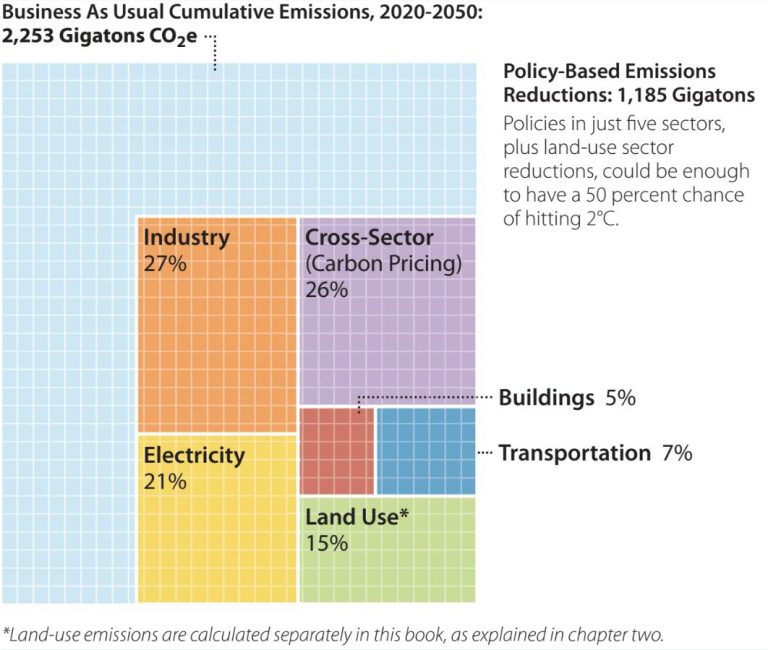 Business As Usual Cumulative Emissions, 2020-2050:
2,253 Gigatons CO₂e
Policy-Based Emissions
Reductions: 1,185 Gigatons
Policies in just five sectors,
plus land-use sector
reductions, could be enough
to have a 50 percent chance
of hitting 2°C.
Industry
27%
Cross-Sector
(Carbon Pricing)
26%
Buildings 5%
Electricity
21%
Transportation 7%
Land Use*
15%
*Land-use emissions are calculated separately in this book, as explained in chapter two.